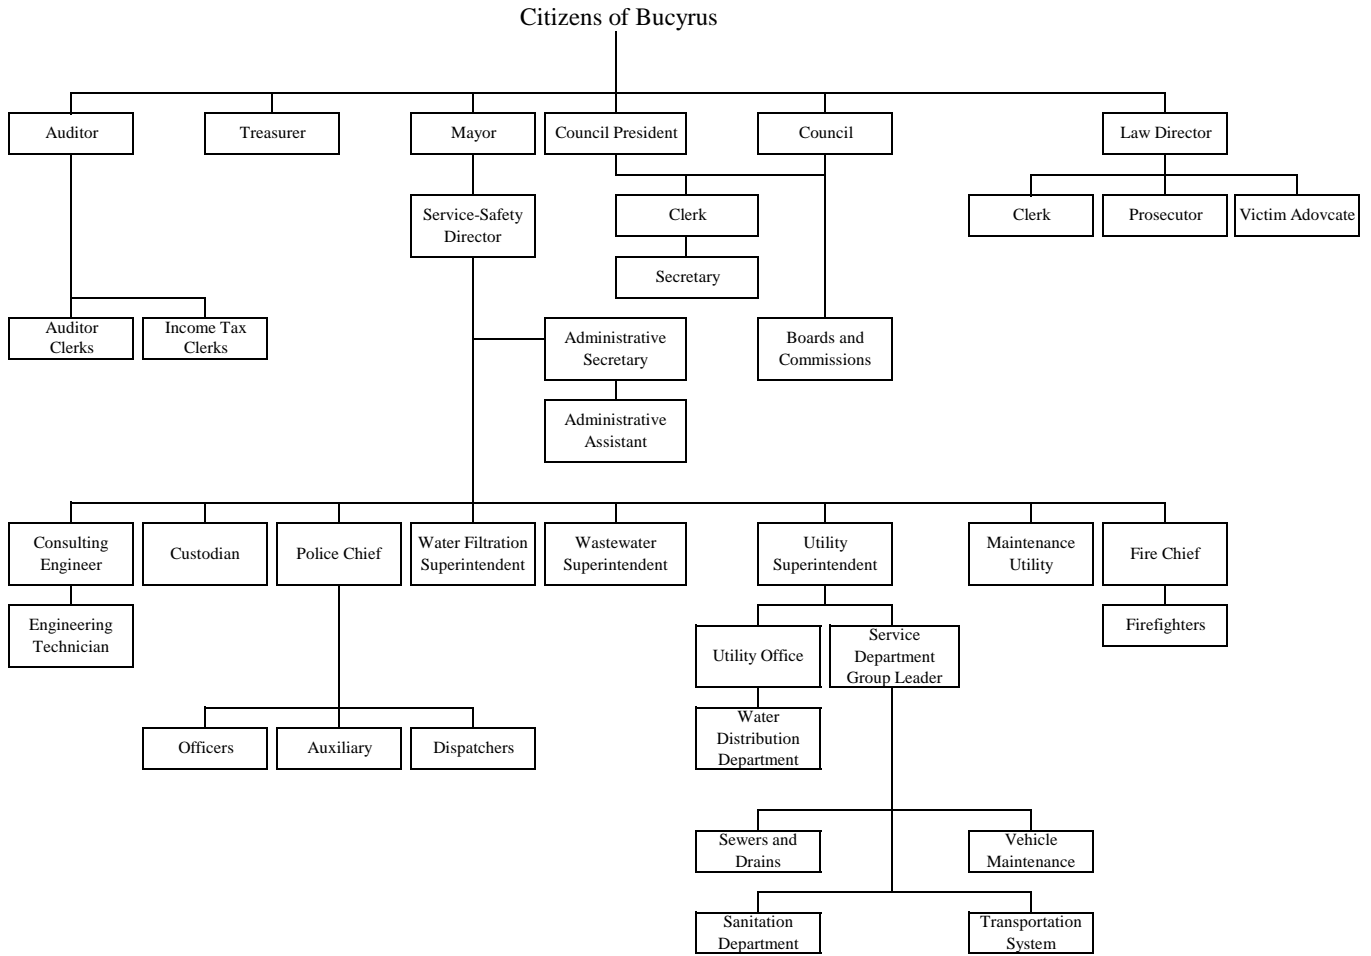 Citizens of Bucyrus
Auditor
Treasurer
Mayor
Council President
Council
Law Director
Service-Safety
Director
Clerk
Clerk
Prosecutor
Victim Adovcate
Secretary
Auditor
Clerks
Income Tax
Clerks
Administrative
Secretary
Boards and
Commissions
Administrative
Assistant
Consulting
Engineer
Custodian
Police Chief
Water Filtration
Superintendent
Wastewater
Superintendent
Utility
Superintendent
Maintenance
Utility
Fire Chief
Engineering
Technician
Utility Office
Service
Department
Group Leader
Firefighters
Officers
Auxiliary
Dispatchers
Water
Distribution
Department
Sewers and
Drains
Vehicle
Maintenance
Sanitation
Department
Transportation
System